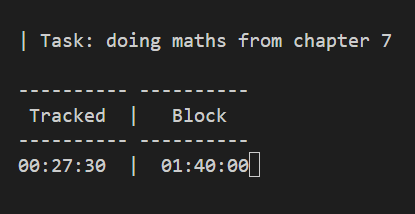 | Task: doing maths from chapter 7
---------- ----------
Tracked | Block
---------- ----------
00:27:30 | 01:40:00